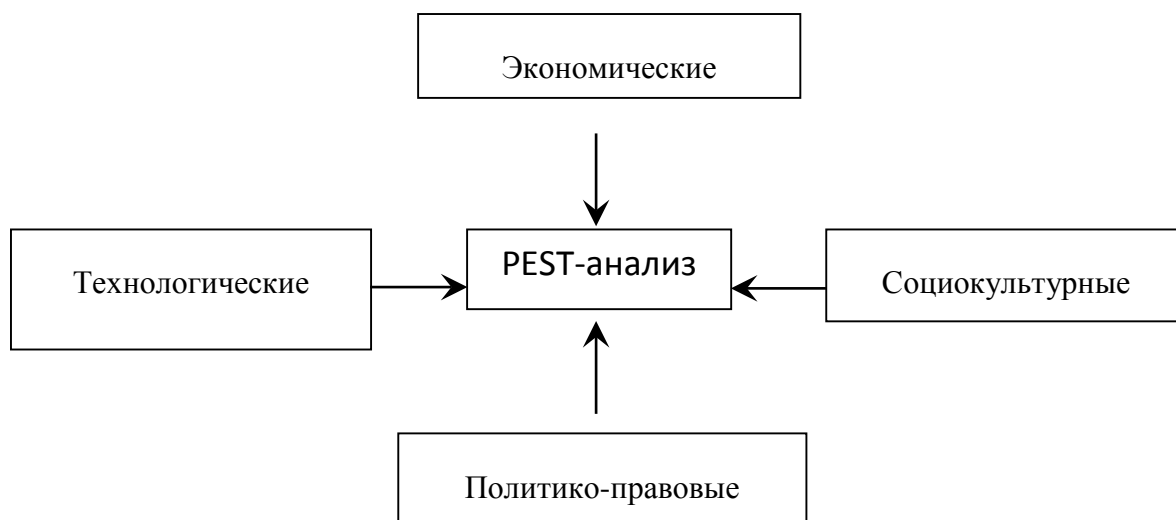 Экономические
Технологические
PEST-анализ
Социокультурные
Политико-правовые